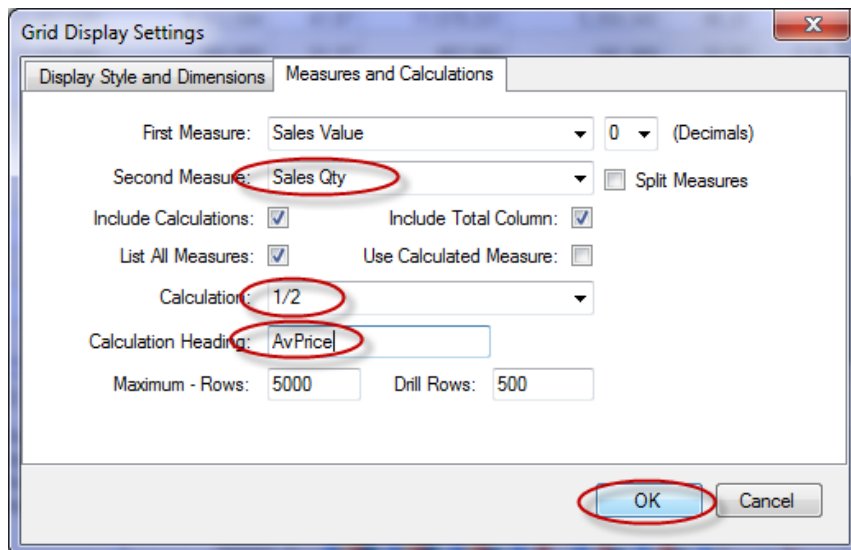 Grid Display Settings
Display Style and Dimensions Measures and Calculations
First Measure: Sales Value 0 (Decimals)
Second Measure: Sales Qty Split Measures
Include Calculations: Include Total Column:
List All Measures: Use Calculated Measure:
Calculation: 1/2
Calculation Heading: AvPrice
Maximum - Rows: 5000 Drill Rows: 500
OK Cancel